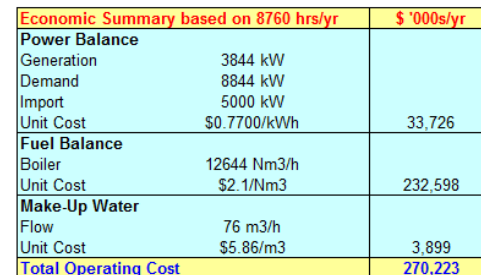 Economic Summary based on 8760 hrs/yr $ '000s/yr
Power Balance
Generation 3844 kW
Demand 8844 kW
Import 5000 kW
Unit Cost $0.7700/kWh 33,726
Fuel Balance
Boiler 12644 Nm3/h
Unit Cost $2.1/Nm3 232,598
Make-Up Water
Flow 76 m3/h
Unit Cost $5.86/m3 3,899
Total Operating Cost 270,223